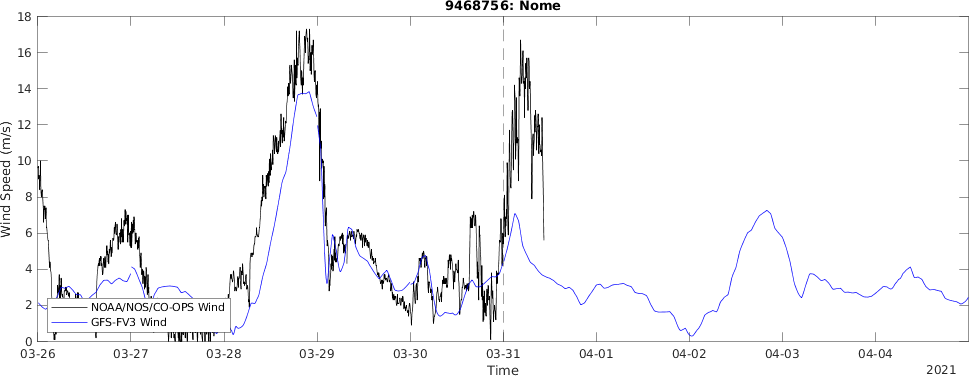 9468756: Nome
18
16
14
12
10
8
6
4
2
0
Wind Speed (m/s)
NOAA/NOS/CO-OPS Wind
GFS-FV3 Wind
03-26 03-27 03-28 03-29 03-30 03-31 04-01 04-02 04-03 04-04
Time
2021